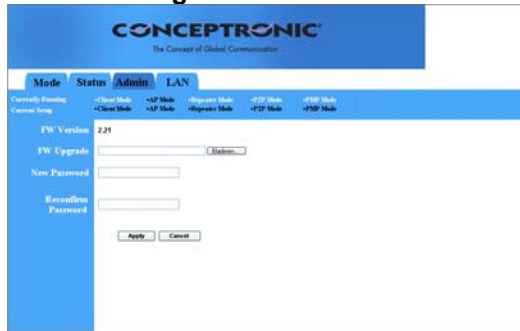 CONCEPTRONIC
The Concept of Global Communication
Mode Status Admin LAN
Currently Running •Client Mode •AP Mode •Repeater Mode •P2P Mode •PMP Mode
Current Setup •Client Mode •AP Mode •Repeater Mode •P2P Mode •PMP Mode
FW Version 2.21
FW Upgrade Bladeren...
New Password
Reconfirm
Password
Apply Cancel